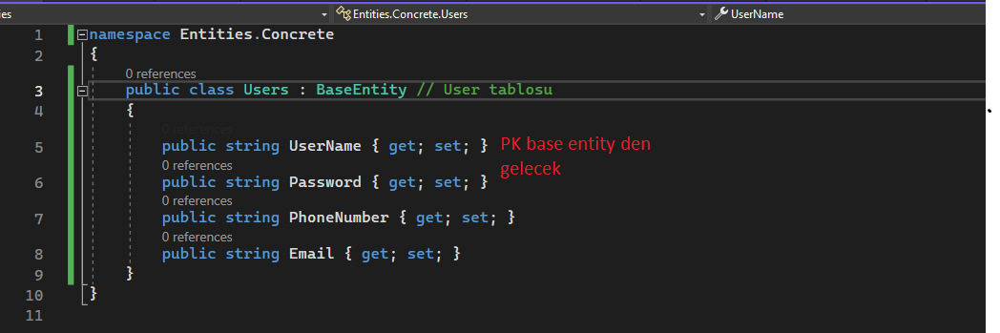 ies Entities.Concrete.Users UserName
1 namespace Entities.Concrete
2 {
0 references
3 public class Users : BaseEntity // User tablosu
4 {
0 references
5 public string UserName { get; set; } PK base entity den
gelecek
0 references
6 public string Password { get; set; }
0 references
7 public string PhoneNumber { get; set; }
0 references
8 public string Email { get; set; }
9 }
10 }
11